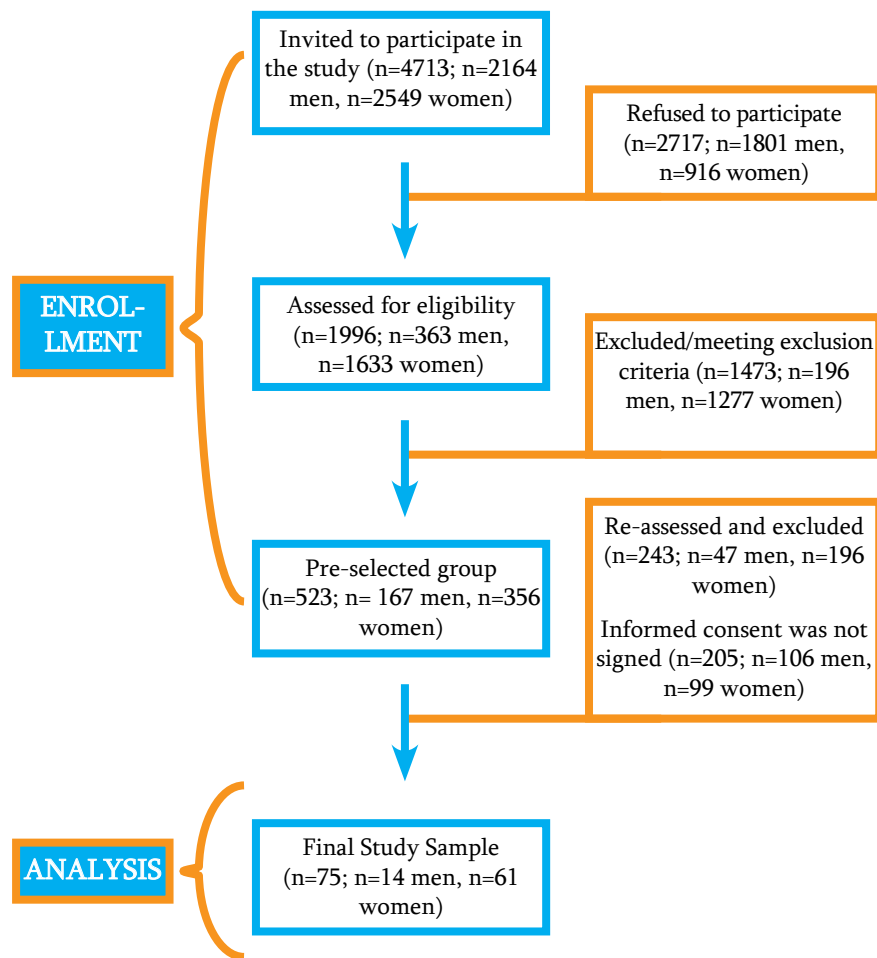 Invited to participate in
the study (n=4713; n=2164
men, n=2549 women)
Refused to participate
(n=2717; n=1801 men,
n=916 women)
ENROL-
LMENT
Assessed for eligibility
(n=1996; n=363 men,
n=1633 women)
Excluded/meeting exclusion
criteria (n=1473; n=196
men, n=1277 women)
Pre-selected group
(n=523; n= 167 men, n=356
women)
Re-assessed and excluded
(n=243; n=47 men, n=196
women)
Informed consent was not
signed (n=205; n=106 men,
n=99 women)
ANALYSIS
Final Study Sample
(n=75; n=14 men, n=61
women)